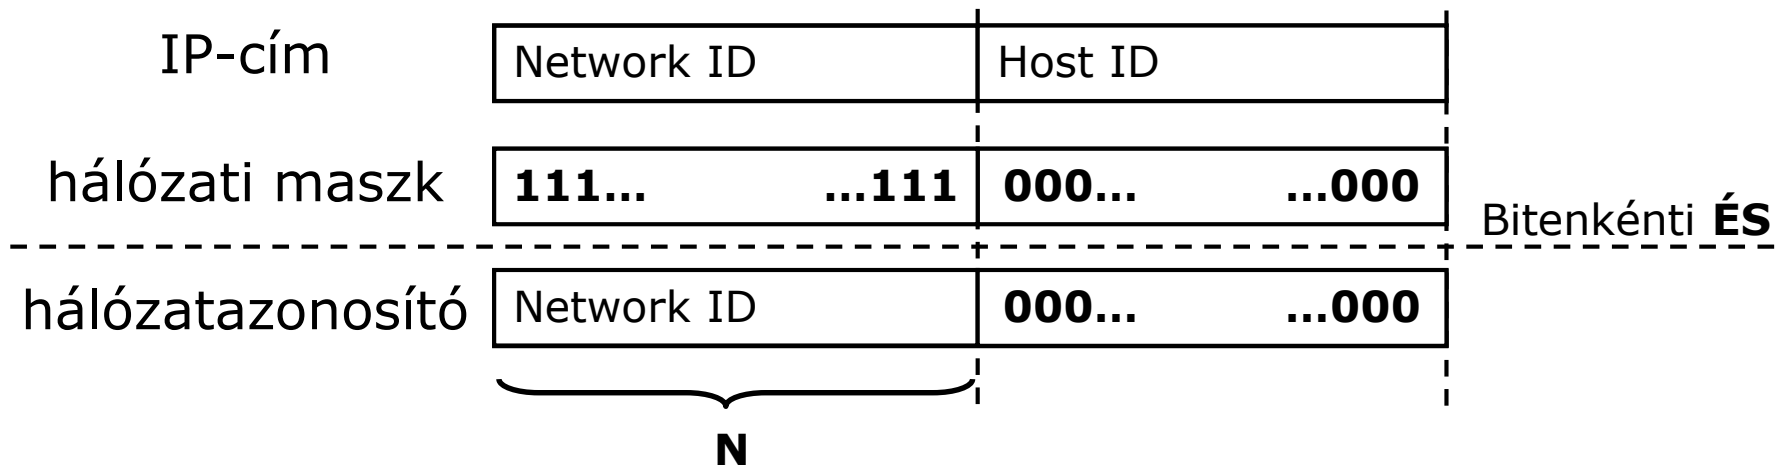 IP-cím Network ID Host ID
hálózati maszk 111... ...111 000... ...000
Bitenkénti ÉS
hálózatazonosító Network ID 000... ...000
N